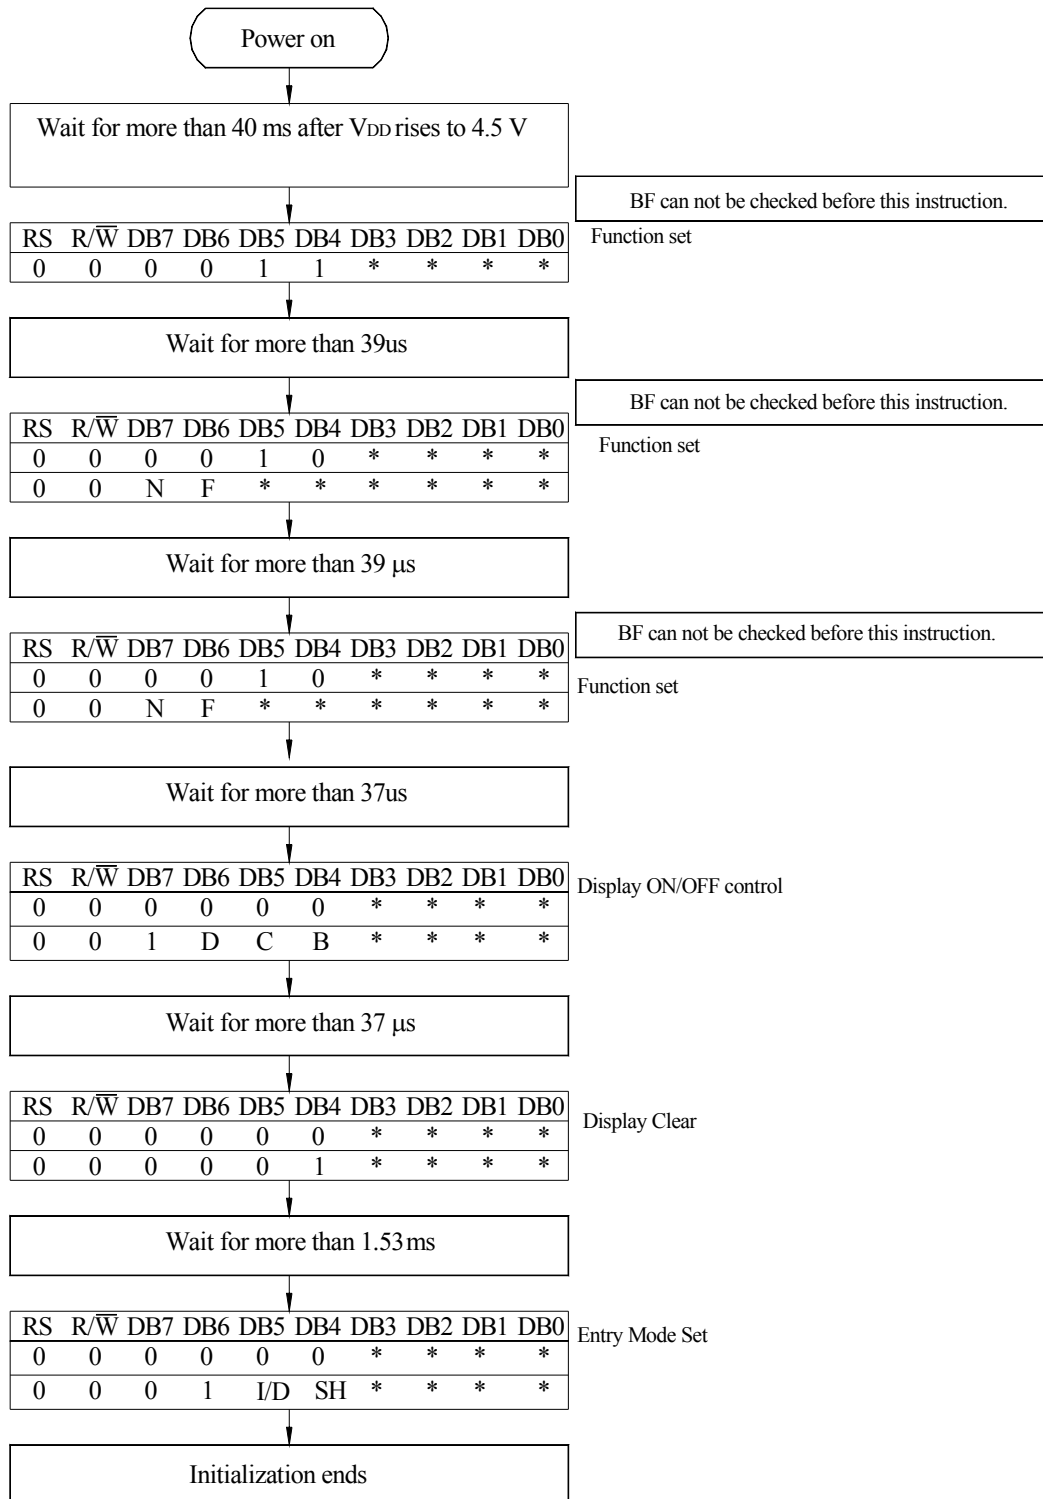 Power on
Wait for more than 40 ms after VDD rises to 4.5 V
BF can not be checked before this instruction.
RS R/W̅ DB7 DB6 DB5 DB4 DB3 DB2 DB1 DB0
Function set
0 0 0 0 1 1 * * * *
Wait for more than 39us
BF can not be checked before this instruction.
RS R/W̅ DB7 DB6 DB5 DB4 DB3 DB2 DB1 DB0
Function set
0 0 0 0 1 0 * * * *
0 0 N F * * * * * *
Wait for more than 39 µs
BF can not be checked before this instruction.
RS R/W̅ DB7 DB6 DB5 DB4 DB3 DB2 DB1 DB0
0 0 0 0 1 0 * * * *
Function set
0 0 N F * * * * * *
Wait for more than 37us
RS R/W̅ DB7 DB6 DB5 DB4 DB3 DB2 DB1 DB0
Display ON/OFF control
0 0 0 0 0 0 * * * *
0 0 1 D C B * * * *
Wait for more than 37 µs
RS R/W̅ DB7 DB6 DB5 DB4 DB3 DB2 DB1 DB0
Display Clear
0 0 0 0 0 0 * * * *
0 0 0 0 0 1 * * * *
Wait for more than 1.53ms
RS R/W̅ DB7 DB6 DB5 DB4 DB3 DB2 DB1 DB0
Entry Mode Set
0 0 0 0 0 0 * * * *
0 0 0 1 I/D SH * * * *
Initialization ends